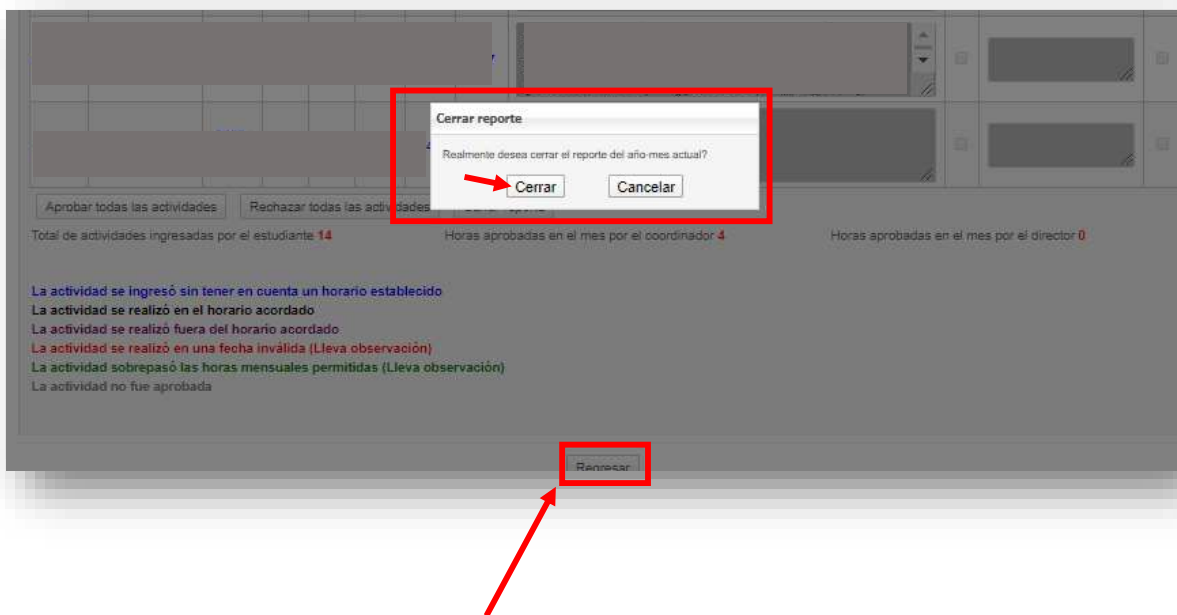 Cerrar reporte
Realmente desea cerrar el reporte del año-mes actual?
Cerrar Cancelar
Aprobar todas las actividades Rechazar todas las actividades
Total de actividades ingresadas por el estudiante 14 Horas aprobadas en el mes por el coordinador 4 Horas aprobadas en el mes por el director 0
La actividad se ingresó sin tener en cuenta un horario establecido
La actividad se realizó en el horario acordado
La actividad se realizó fuera del horario acordado
La actividad se realizó en una fecha inválida (Lleva observación)
La actividad sobrepasó las horas mensuales permitidas (Lleva observación)
La actividad no fue aprobada
Regresar